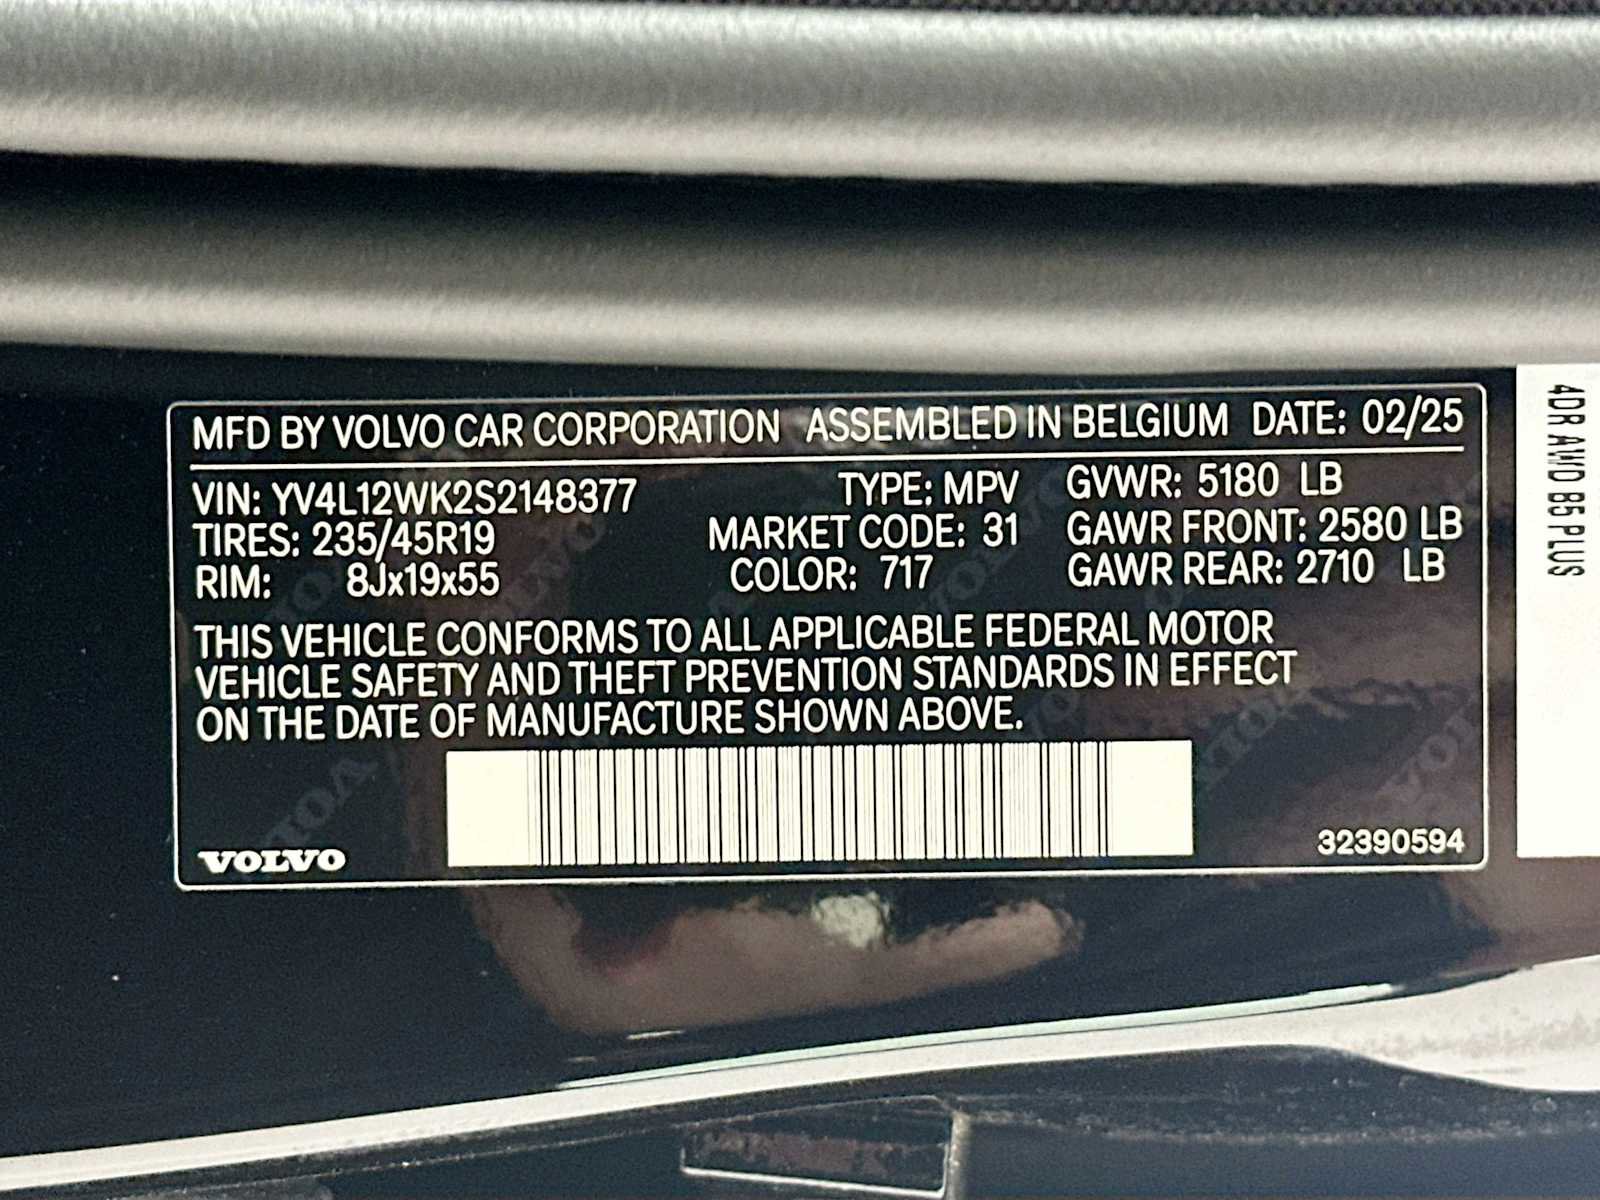 MFD BY VOLVO CAR CORPORATION ASSEMBLED IN BELGIUM DATE: 02/25
VIN: YV4L12WK2S2148377 TYPE: MPV GVWR: 5180 LB
TIRES: 235/45R19 MARKET CODE: 31 GAWR FRONT: 2580 LB
RIM: 8Jx19x55 COLOR: 717 GAWR REAR: 2710 LB
THIS VEHICLE CONFORMS TO ALL APPLICABLE FEDERAL MOTOR
VEHICLE SAFETY AND THEFT PREVENTION STANDARDS IN EFFECT
ON THE DATE OF MANUFACTURE SHOWN ABOVE.
VOLVO
32390594
4DR AWD B5 PLUS